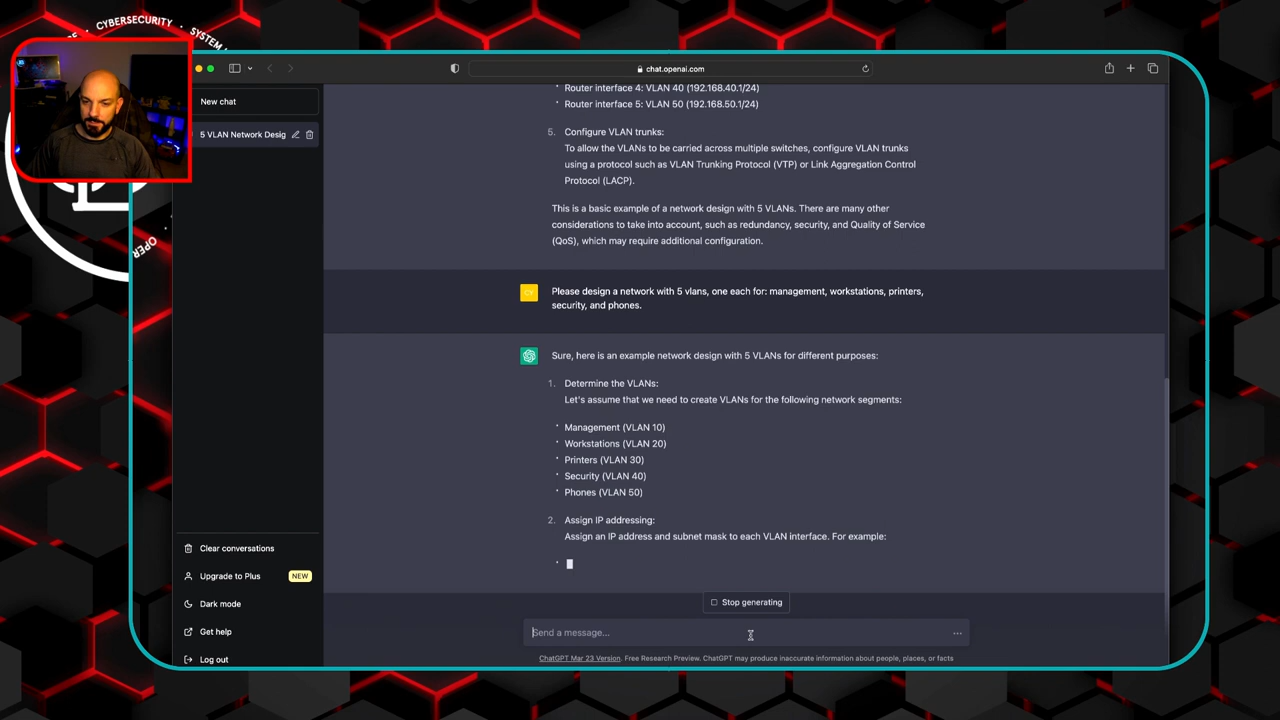 CYBERSECURITY
SYSTEM
OPER
chat.openai.com
New chat
5 VLAN Network Desig
Router interface 4: VLAN 40 (192.168.40.1/24)
Router interface 5: VLAN 50 (192.168.50.1/24)
5. Configure VLAN trunks:
To allow the VLANs to be carried across multiple switches, configure VLAN trunks
using a protocol such as VLAN Trunking Protocol (VTP) or Link Aggregation Control
Protocol (LACP).
This is a basic example of a network design with 5 VLANs. There are many other
considerations to take into account, such as redundancy, security, and Quality of Service
(QoS), which may require additional configuration.
Please design a network with 5 vlans, one each for: management, workstations, printers,
security, and phones.
Sure, here is an example network design with 5 VLANs for different purposes:
1. Determine the VLANs:
Let's assume that we need to create VLANs for the following network segments:
Management (VLAN 10)
Workstations (VLAN 20)
Printers (VLAN 30)
Security (VLAN 40)
Phones (VLAN 50)
2. Assign IP addressing:
Assign an IP address and subnet mask to each VLAN interface. For example:
Stop generating
Send a message...
ChatGPT Mar 23 Version. Free Research Preview. ChatGPT may produce inaccurate information about people, places, or facts
Clear conversations
Upgrade to Plus NEW
Dark mode
Get help
Log out